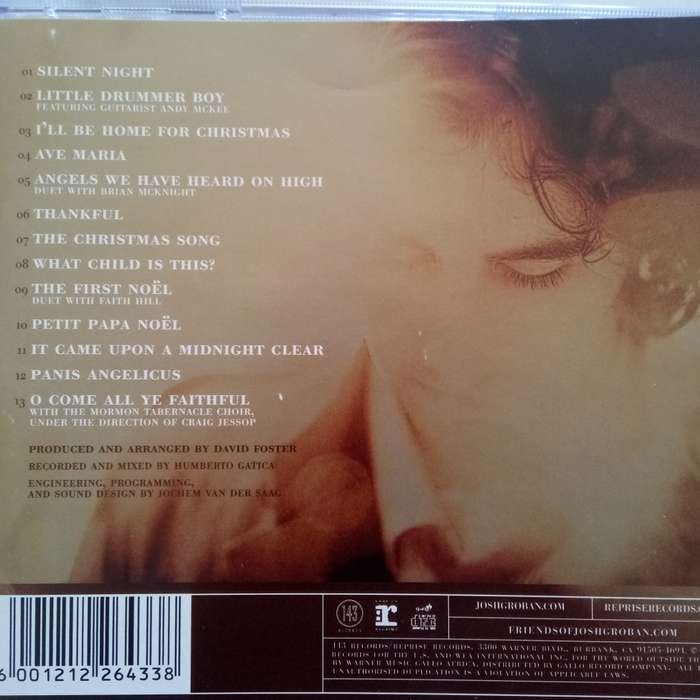 01 SILENT NIGHT
02 LITTLE DRUMMER BOY
FEATURING GUITARIST ANDY MCKEE
03 I'LL BE HOME FOR CHRISTMAS
04 AVE MARIA
05 ANGELS WE HAVE HEARD ON HIGH
DUET WITH BRIAN MCKNIGHT
06 THANKFUL
07 THE CHRISTMAS SONG
08 WHAT CHILD IS THIS?
09 THE FIRST NOËL
DUET WITH FAITH HILL
10 PETIT PAPA NOËL
11 IT CAME UPON A MIDNIGHT CLEAR
12 PANIS ANGELICUS
13 O COME ALL YE FAITHFUL
WITH THE MORMON TABERNACLE CHOIR,
UNDER THE DIRECTION OF CRAIG JESSOP
PRODUCED AND ARRANGED BY DAVID FOSTER
RECORDED AND MIXED BY HUMBERTO GATICA
ENGINEERING, PROGRAMMING,
AND SOUND DESIGN BY JOCHEM VAN DER SAAG
6 001212 264338
143
RECORDS
r
JOSHGROBAN.COM
REPRISERECORDS
FRIENDSOFJOSHGROBAN.COM
143 RECORDS/REPRISE RECORDS, 3300 WARNER BLVD., BURBANK, CA 91505-4694.
RECORDS FOR THE U.S. AND WEA INTERNATIONAL INC. FOR THE WORLD OUTSIDE
BY WARNER MUSIC GALLO AFRICA. DISTRIBUTED BY GALLO RECORD COMPANY. ALL
UNAUTHORISED DUPLICATION IS A VIOLATION OF APPLICABLE LAWS.